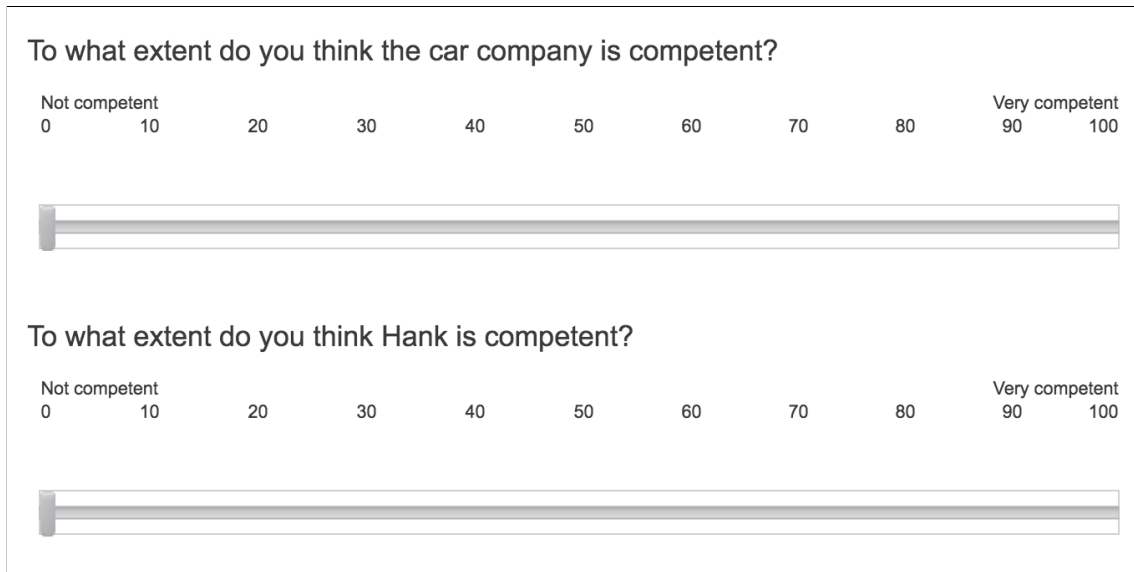 To what extent do you think the car company is competent?
Not competent Very competent
0 10 20 30 40 50 60 70 80 90 100
To what extent do you think Hank is competent?
Not competent Very competent
0 10 20 30 40 50 60 70 80 90 100